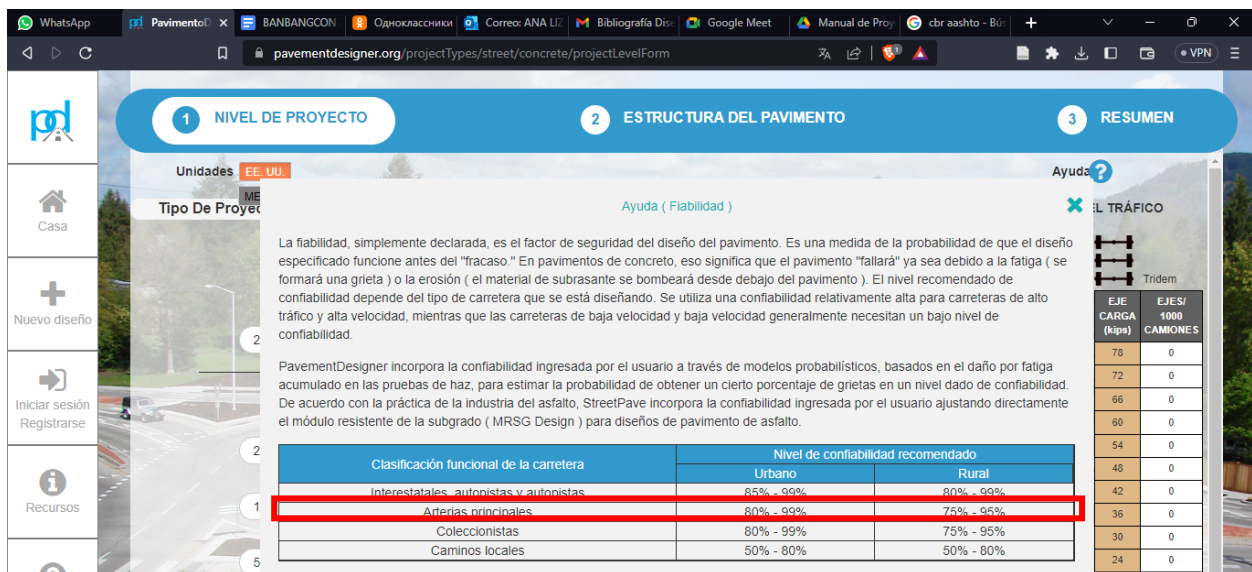 WhatsApp
PavimentoD
BANBANGCON
Одноклассники
Correo: ANA LIZ
Bibliografía Dise
Google Meet
Manual de Proy
cbr aashto - Bús
pavementdesigner.org/projectTypes/street/concrete/projectLevelForm
VPN
pd
1 NIVEL DE PROYECTO
2 ESTRUCTURA DEL PAVIMENTO
3 RESUMEN
Unidades EE. UU.
Ayuda ?
ME
Tipo De Proyec
EL TRÁFICO
Casa
Nuevo diseño
Iniciar sesión
Registrarse
Recursos
Ayuda ( Fiabilidad )
La fiabilidad, simplemente declarada, es el factor de seguridad del diseño del pavimento. Es una medida de la probabilidad de que el diseño
especificado funcione antes del "fracaso." En pavimentos de concreto, eso significa que el pavimento "fallará" ya sea debido a la fatiga ( se
formará una grieta ) o la erosión ( el material de subrasante se bombeará desde debajo del pavimento ). El nivel recomendado de
confiabilidad depende del tipo de carretera que se está diseñando. Se utiliza una confiabilidad relativamente alta para carreteras de alto
tráfico y alta velocidad, mientras que las carreteras de baja velocidad y baja velocidad generalmente necesitan un bajo nivel de
confiabilidad.
PavementDesigner incorpora la confiabilidad ingresada por el usuario a través de modelos probabilísticos, basados en el daño por fatiga
acumulado en las pruebas de haz, para estimar la probabilidad de obtener un cierto porcentaje de grietas en un nivel dado de confiabilidad.
De acuerdo con la práctica de la industria del asfalto, StreetPave incorpora la confiabilidad ingresada por el usuario ajustando directamente
el módulo resistente de la subgrado ( MRSG Design ) para diseños de pavimento de asfalto.
Clasificación funcional de la carretera
Nivel de confiabilidad recomendado
Urbano Rural
Interestatales, autopistas y autopistas 85% - 99% 80% - 99%
Arterias principales 80% - 99% 75% - 95%
Coleccionistas 80% - 99% 75% - 95%
Caminos locales 50% - 80% 50% - 80%
2
2
1
5
Tridem
EJE CARGA (kips)
EJES/ 1000 CAMIONES
78 0
72 0
66 0
60 0
54 0
48 0
42 0
36 0
30 0
24 0